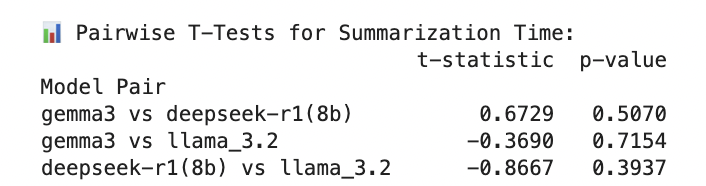 📊 Pairwise T-Tests for Summarization Time:
t-statistic p-value
Model Pair
gemma3 vs deepseek-r1(8b) 0.6729 0.5070
gemma3 vs llama_3.2 -0.3690 0.7154
deepseek-r1(8b) vs llama_3.2 -0.8667 0.3937